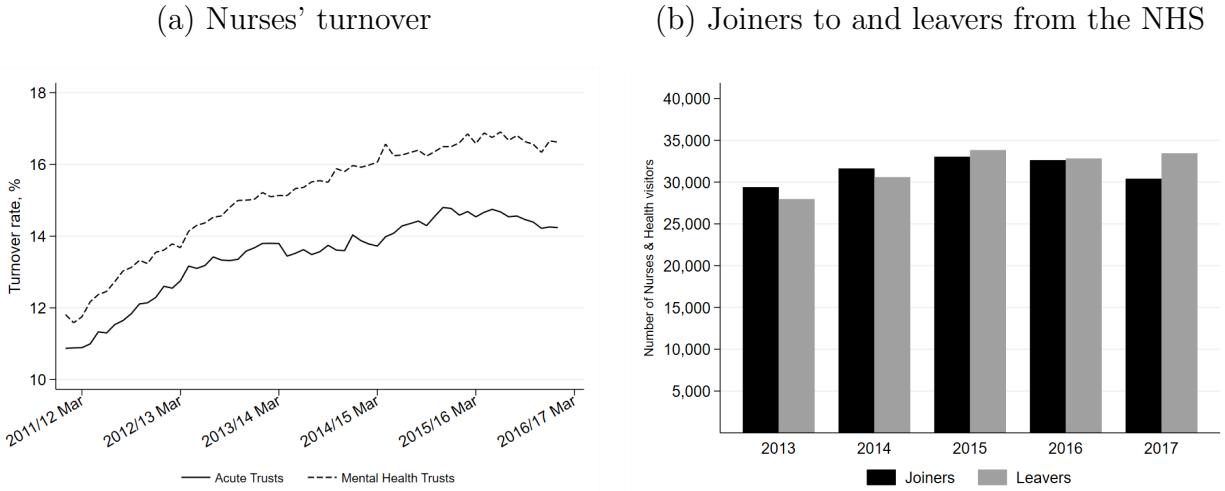 (a) Nurses' turnover
Turnover rate, %
18
16
14
12
10
2011/12 Mar
2012/13 Mar
2013/14 Mar
2014/15 Mar
2015/16 Mar
2016/17 Mar
Acute Trusts
Mental Health Trusts
(b) Joiners to and leavers from the NHS
Number of Nurses & Health visitors
40,000
35,000
30,000
25,000
20,000
15,000
10,000
5,000
2013
2014
2015
2016
2017
Joiners
Leavers